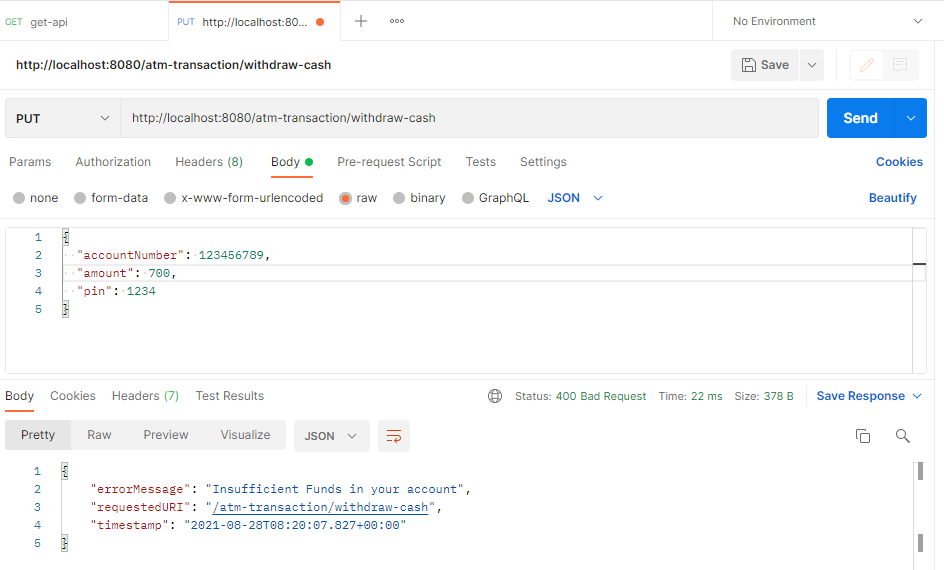 GET get-api PUT http://localhost:80... No Environment
http://localhost:8080/atm-transaction/withdraw-cash Save
PUT http://localhost:8080/atm-transaction/withdraw-cash Send
Params Authorization Headers (8) Body Pre-request Script Tests Settings Cookies
none form-data x-www-form-urlencoded raw binary GraphQL JSON Beautify
1 {
2 "accountNumber": 123456789,
3 "amount": 700,
4 "pin": 1234
5 }
Body Cookies Headers (7) Test Results Status: 400 Bad Request Time: 22 ms Size: 378 B Save Response
Pretty Raw Preview Visualize JSON
1 {
2 "errorMessage": "Insufficient Funds in your account",
3 "requestedURI": "/atm-transaction/withdraw-cash",
4 "timestamp": "2021-08-28T08:20:07.827+00:00"
5 }